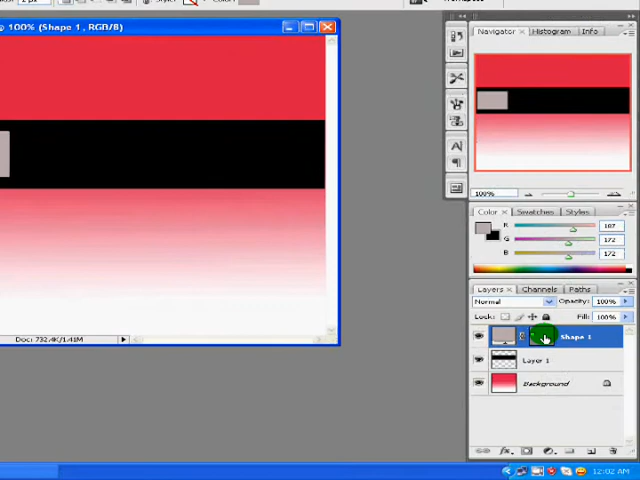 @ 100% (Shape 1, RGB/8)
Navigator × Histogram Info
100%
Color × Swatches Styles
R 187
G 172
B 172
Layers × Channels Paths
Normal Opacity: 100%
Lock: Fill: 100%
Shape 1
Layer 1
Background
Doc: 732.4K/1.41M
12:02 AM